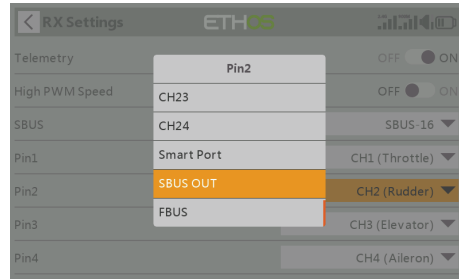 RX Settings ETHOS
Telemetry OFF ON
High PWM Speed OFF ON
SBUS SBUS-16
Pin1 CH1 (Throttle)
Pin2 CH2 (Rudder)
Pin3 CH3 (Elevator)
Pin4 CH4 (Aileron)
Pin2
CH23
CH24
Smart Port
SBUS OUT
FBUS